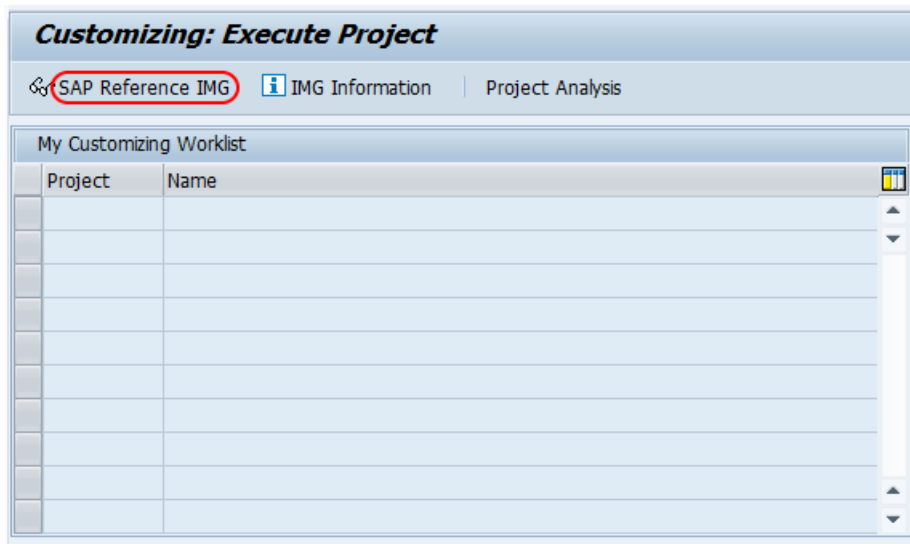 Customizing: Execute Project
SAP Reference IMG IMG Information Project Analysis
My Customizing Worklist
Project Name